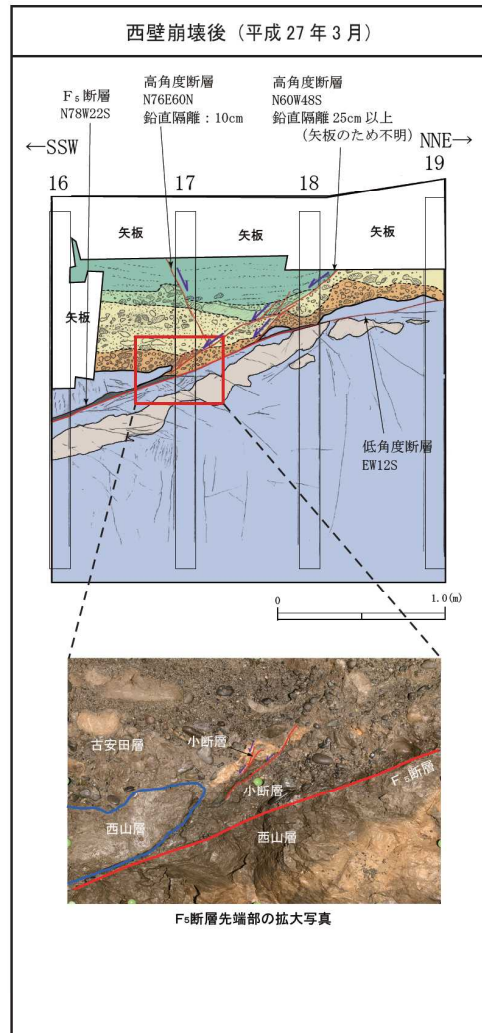 西壁崩壊後（平成27年3月）
高角度断層
N76E60N
鉛直隔離：10cm
高角度断層
N60W48S
鉛直隔離25cm以上
（矢板のため不明）
F₅断層
N78W22S
←SSW
NNE→
16
17
18
19
矢板
矢板
矢板
矢板
低角度断層
EW12S
0
1.0(m)
古安田層
小断層
F₅断層
小断層
西山層
西山層
F₅断層先端部の拡大写真